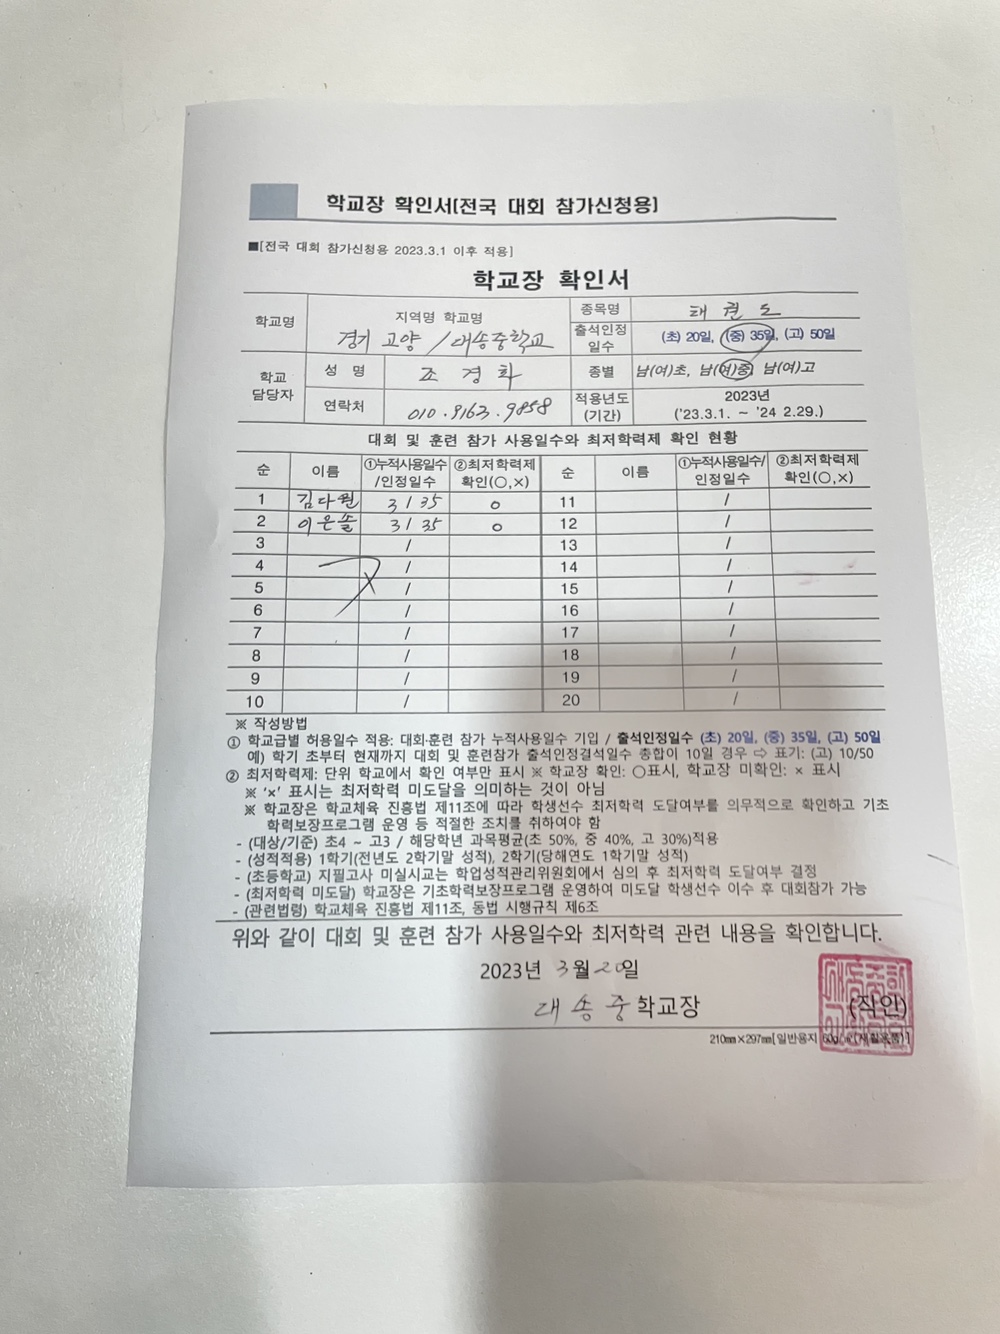 학교장 확인서[전국 대회 참가신청용]
■[전국 대회 참가신청용 2023.3.1 이후 적용]
학교장 확인서
학교명 지역명 학교명 종목명 태권도
경기 고양 / 대송중학교 출석인정 일수 (초) 20일, (중) 35일, (고) 50일
학교 담당자 성 명 조경화 종별 남(여)초, 남(여)중, 남(여)고
연락처 010.9163.9858 적용년도 (기간) 2023년 ('23.3.1. ~ '24 2.29.)
대회 및 훈련 참가 사용일수와 최저학력제 확인 현황
순 이름 ①누적사용일수 /인정일수 ②최저학력제 확인(○,×) 순 이름 ①누적사용일수/ 인정일수 ②최저학력제 확인(○,×)
1 김다원 3 / 35 o 11 /
2 이은솔 3 / 35 o 12 /
3 / 13 /
4 / 14 /
5 / 15 /
6 / 16 /
7 / 17 /
8 / 18 /
9 / 19 /
10 / 20 /
※ 작성방법
① 학교급별 허용일수 적용: 대회·훈련 참가 누적사용일수 기입 / 출석인정일수 (초) 20일, (중) 35일, (고) 50일
예) 학기 초부터 현재까지 대회 및 훈련참가 출석인정결석일수 총합이 10일 경우 ⇨ 표기: (고) 10/50
② 최저학력제: 단위 학교에서 확인 여부만 표시 ※ 학교장 확인: ○표시, 학교장 미확인: × 표시
※ '×' 표시는 최저학력 미도달을 의미하는 것이 아님
※ 학교장은 학교체육 진흥법 제11조에 따라 학생선수 최저학력 도달여부를 의무적으로 확인하고 기초
학력보장프로그램 운영 등 적절한 조치를 취하여야 함
- (대상/기준) 초4 ~ 고3 / 해당학년 과목평균(초 50%, 중 40%, 고 30%)적용
- (성적적용) 1학기(전년도 2학기말 성적), 2학기(당해연도 1학기말 성적)
- (초등학교) 지필고사 미실시교는 학업성적관리위원회에서 심의 후 최저학력 도달여부 결정
- (최저학력 미도달) 학교장은 기초학력보장프로그램 운영하여 미도달 학생선수 이수 후 대회참가 가능
- (관련법령) 학교체육 진흥법 제11조, 동법 시행규칙 제6조
위와 같이 대회 및 훈련 참가 사용일수와 최저학력 관련 내용을 확인합니다.
2023년 3월 20일
대송중 학교장 (직인)
210㎜×297㎜[일반용지 60g/㎡(재활용품)]